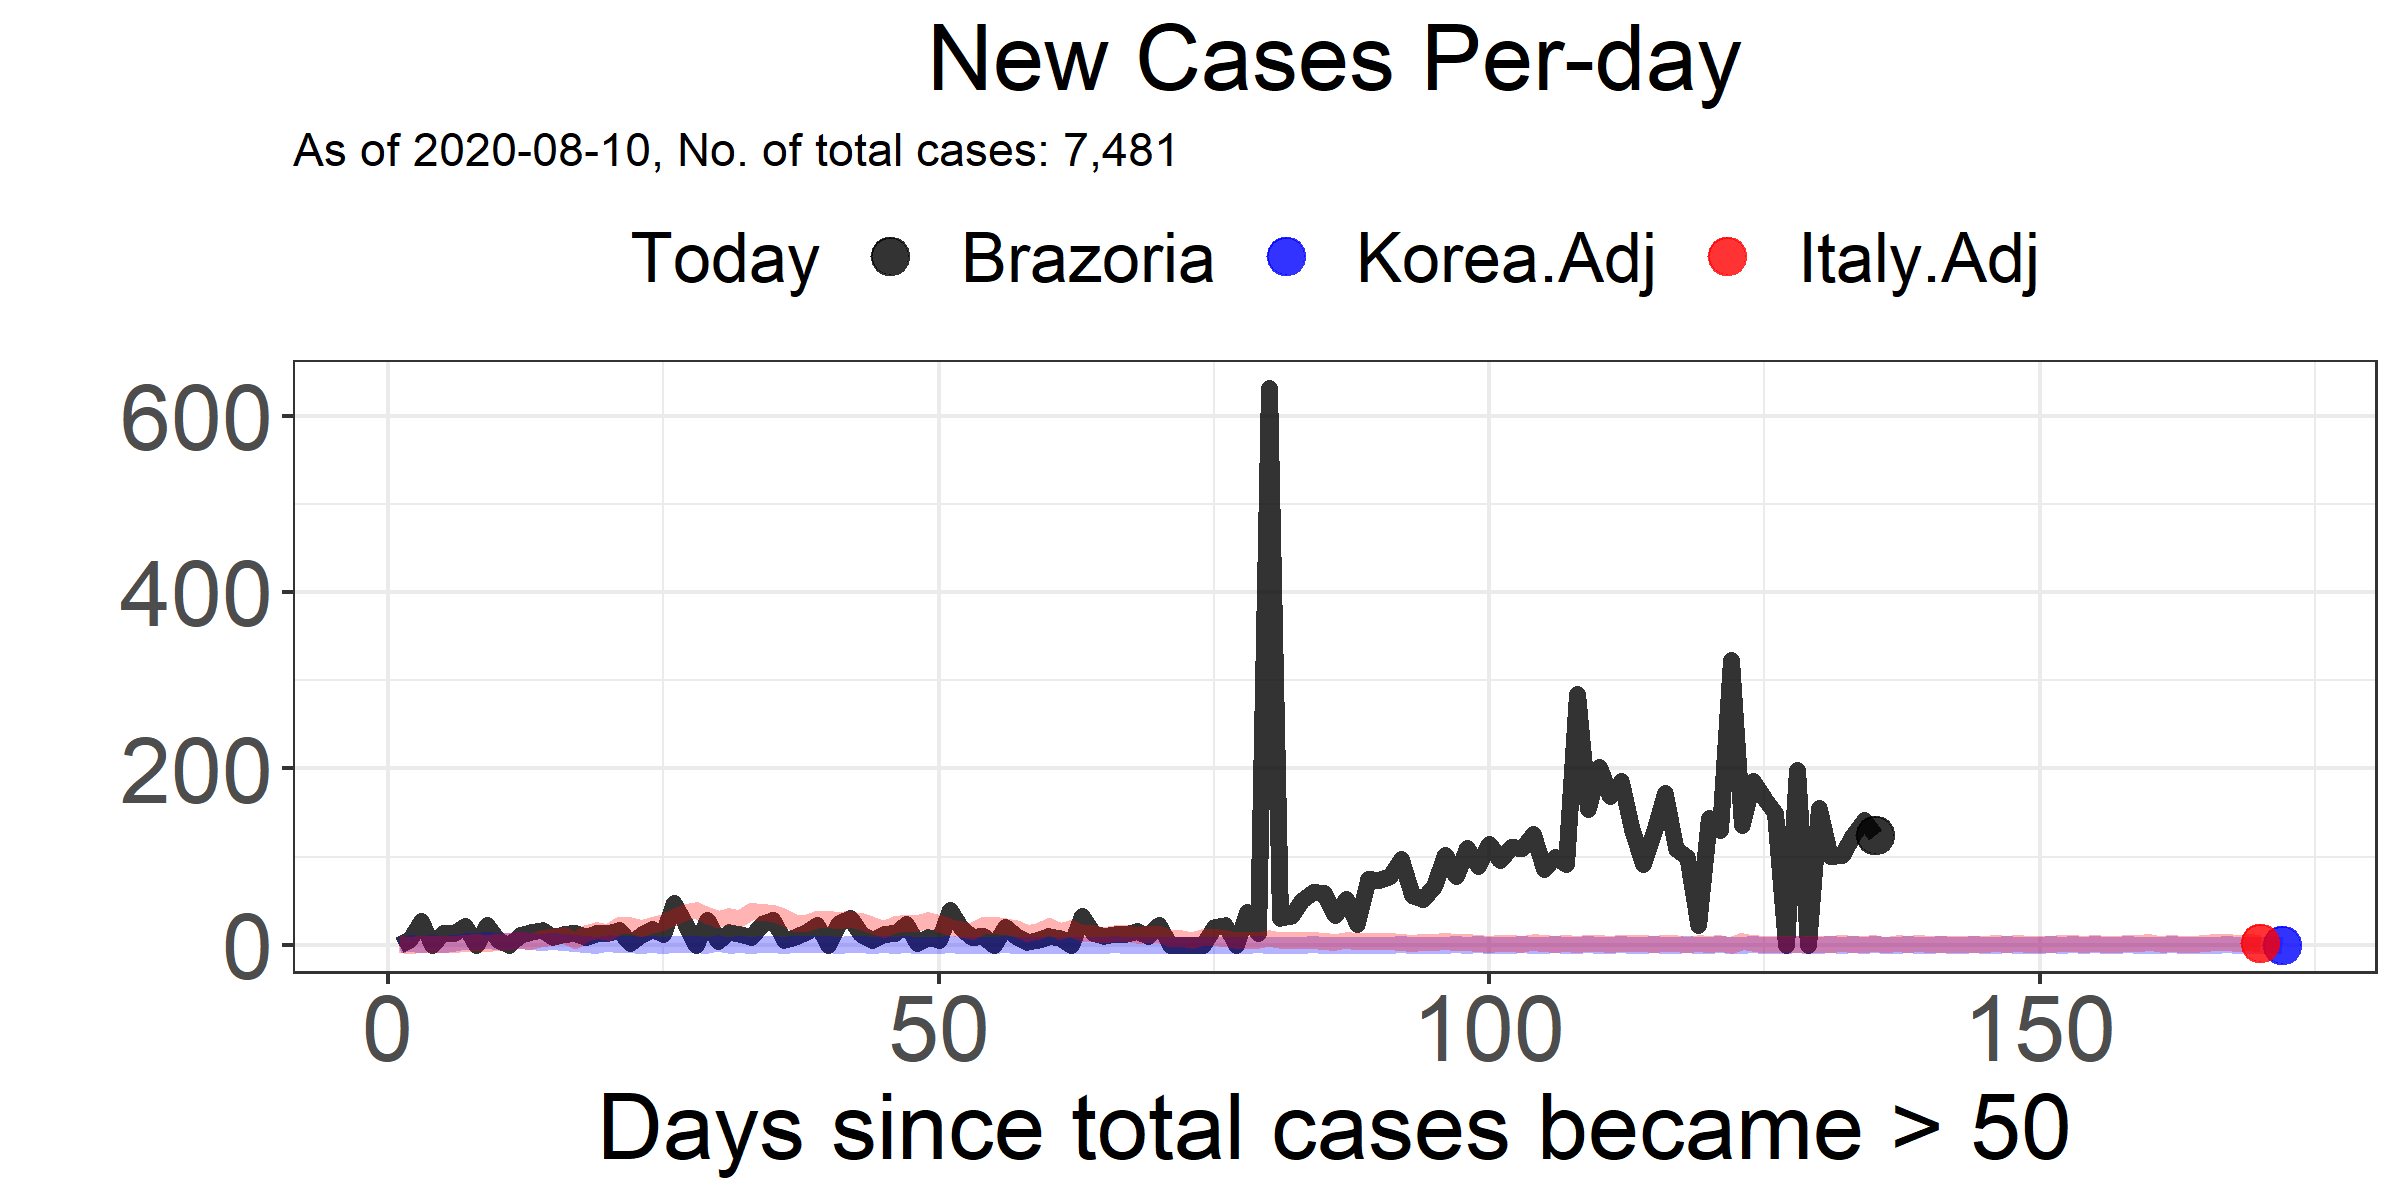 New Cases Per-day
As of 2020-08-10, No. of total cases: 7,481
Today Brazoria Korea.Adj Italy.Adj
600
400
200
0
0 50 100 150
Days since total cases became > 50